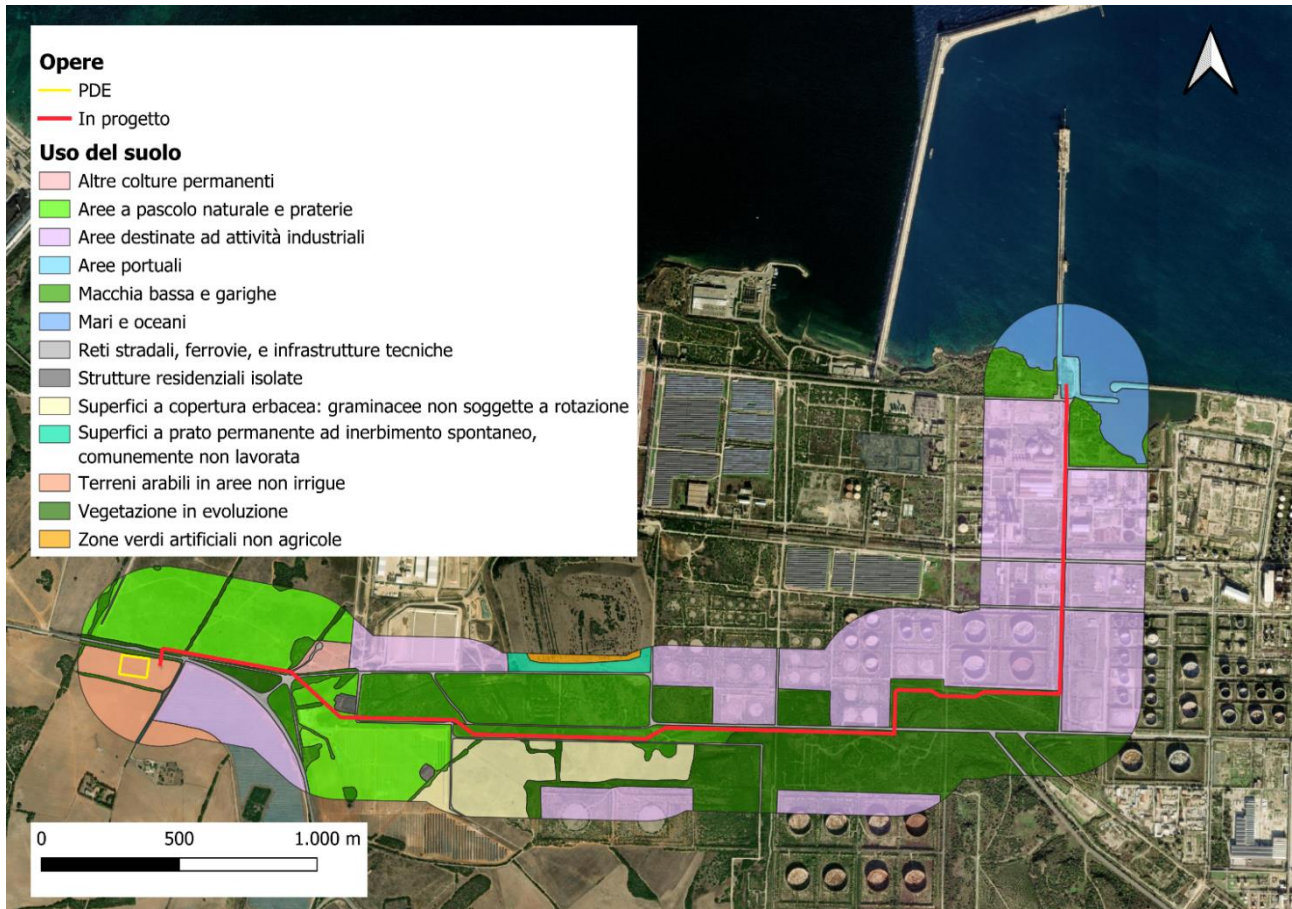 Opere
PDE
In progetto
Uso del suolo
Altre colture permanenti
Aree a pascolo naturale e praterie
Aree destinate ad attività industriali
Aree portuali
Macchia bassa e garighe
Mari e oceani
Reti stradali, ferrovie, e infrastrutture tecniche
Strutture residenziali isolate
Superfici a copertura erbacea: graminacee non soggette a rotazione
Superfici a prato permanente ad inerbimento spontaneo,
comunemente non lavorata
Terreni arabili in aree non irrigue
Vegetazione in evoluzione
Zone verdi artificiali non agricole
0 500 1.000 m